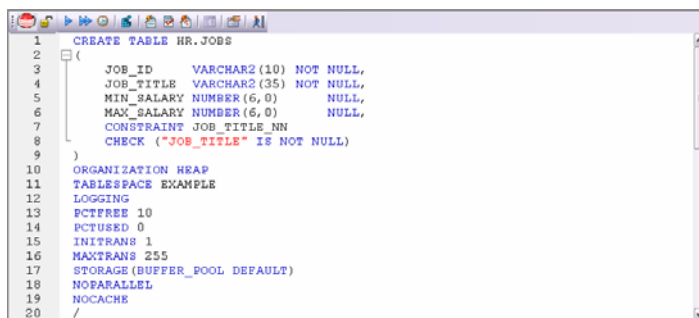 1 CREATE TABLE HR.JOBS
2 (
3 JOB_ID VARCHAR2(10) NOT NULL,
4 JOB_TITLE VARCHAR2(35) NOT NULL,
5 MIN_SALARY NUMBER(6,0) NULL,
6 MAX_SALARY NUMBER(6,0) NULL,
7 CONSTRAINT JOB_TITLE_NN
8 CHECK ("JOB_TITLE" IS NOT NULL)
9 )
10 ORGANIZATION HEAP
11 TABLESPACE EXAMPLE
12 LOGGING
13 PCTFREE 10
14 PCTUSED 0
15 INITRANS 1
16 MAXTRANS 255
17 STORAGE(BUFFER_POOL DEFAULT)
18 NOPARALLEL
19 NOCACHE
20 /